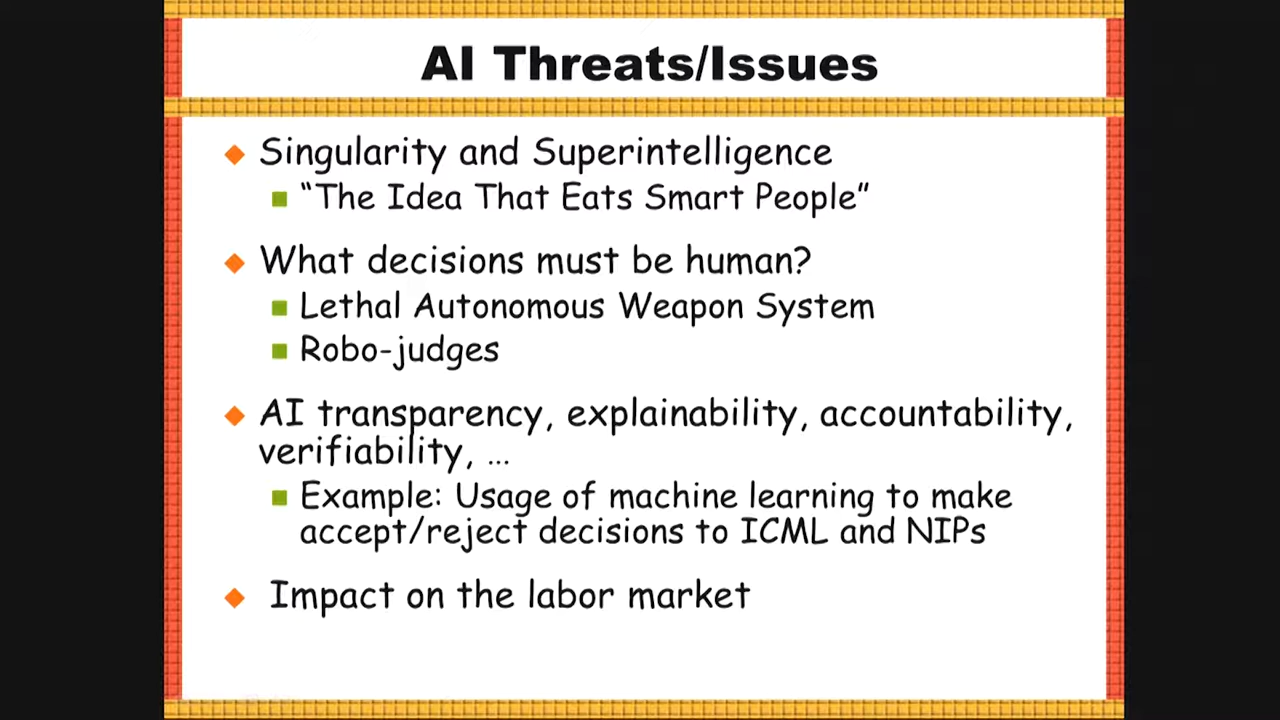 AI Threats/Issues
Singularity and Superintelligence
“The Idea That Eats Smart People”
What decisions must be human?
Lethal Autonomous Weapon System
Robo-judges
AI transparency, explainability, accountability,
verifiability, ...
Example: Usage of machine learning to make
accept/reject decisions to ICML and NIPs
Impact on the labor market